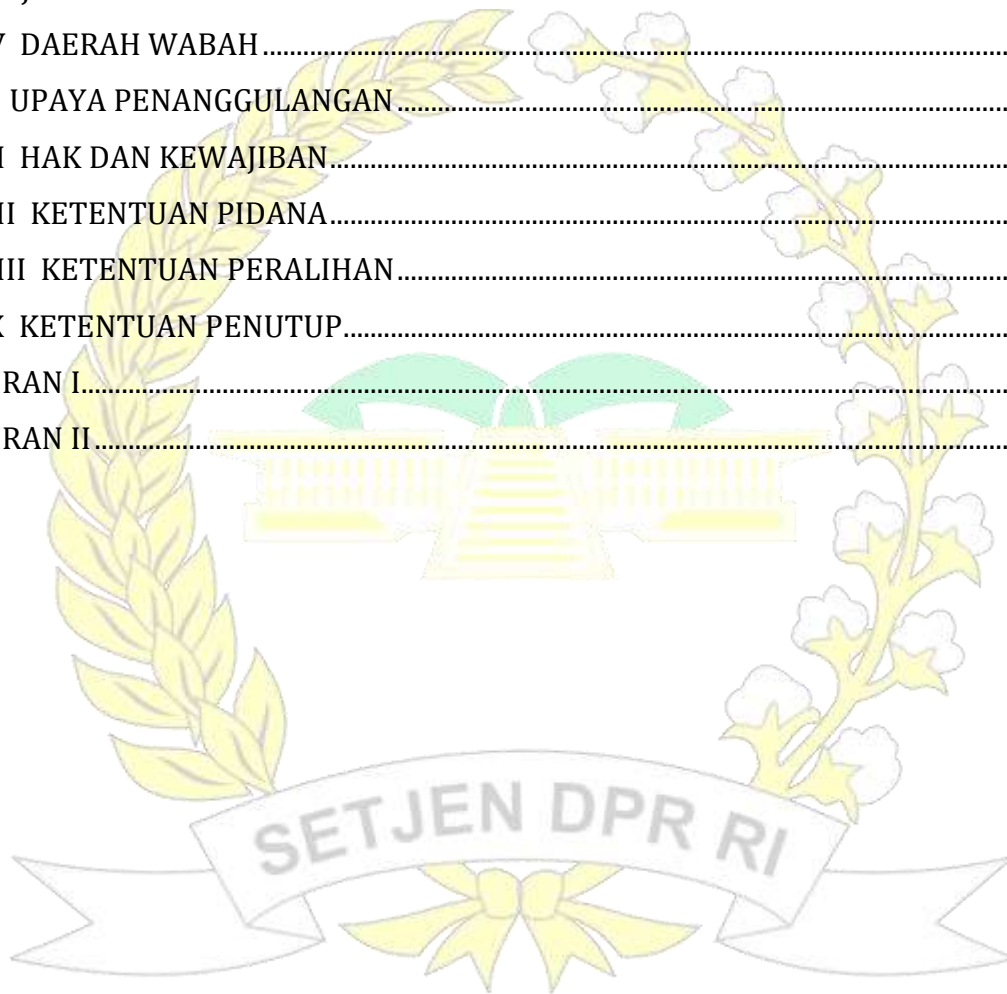 V DAERAH WABAH
UPAYA PENANGGULANGAN
I HAK DAN KEWAJIBAN
II KETENTUAN PIDANA
III KETENTUAN PERALIHAN
X KETENTUAN PENUTUP
RAN I
RAN II
SETJEN DPR RI